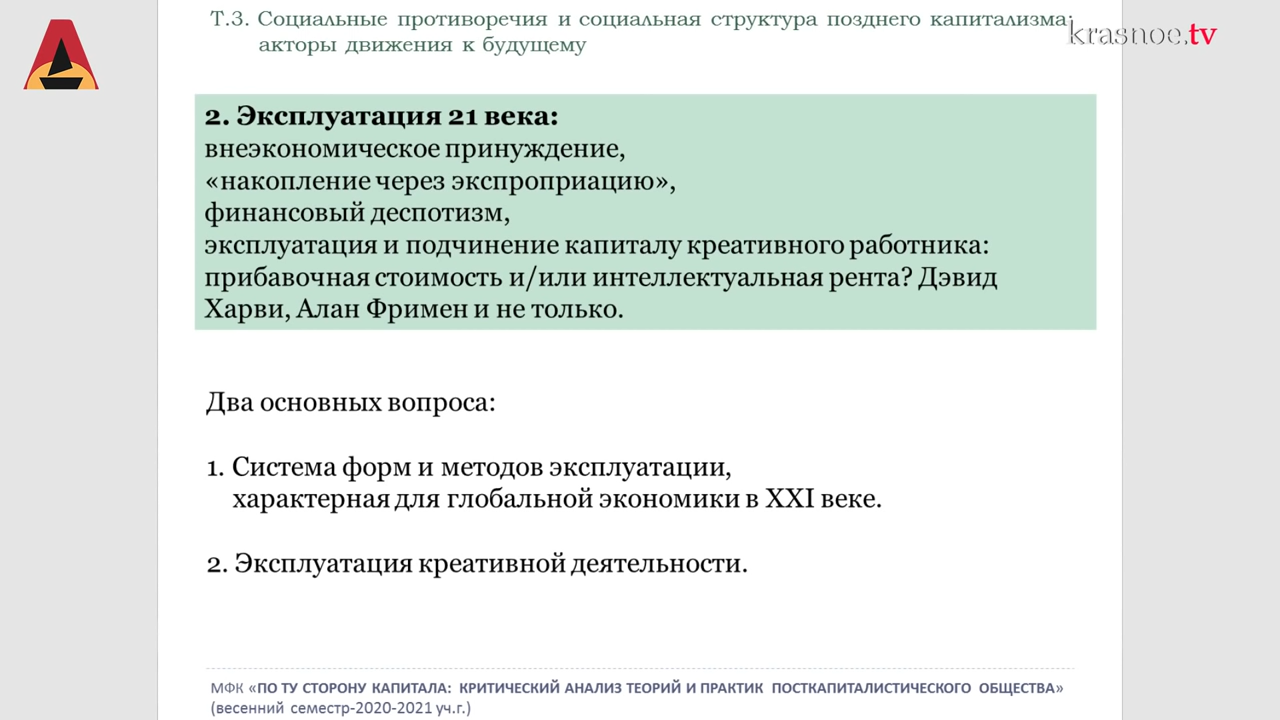 Т.3. Социальные противоречия и социальная структура позднего капитализма:
акторы движения к будущему
krasnoe.tv
2. Эксплуатация 21 века:
внеэкономическое принуждение,
«накопление через экспроприацию»,
финансовый деспотизм,
эксплуатация и подчинение капиталу креативного работника:
прибавочная стоимость и/или интеллектуальная рента? Дэвид
Харви, Алан Фримен и не только.
Два основных вопроса:
1. Система форм и методов эксплуатации,
характерная для глобальной экономики в XXI веке.
2. Эксплуатация креативной деятельности.
МФК «ПО ТУ СТОРОНУ КАПИТАЛА: КРИТИЧЕСКИЙ АНАЛИЗ ТЕОРИЙ И ПРАКТИК ПОСТКАПИТАЛИСТИЧЕСКОГО ОБЩЕСТВА»
(весенний семестр-2020-2021 уч.г.)